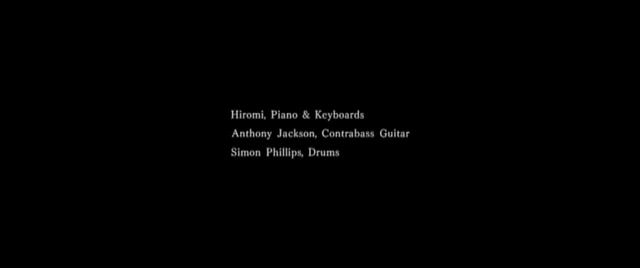 Hiromi, Piano & Keyboards
Anthony Jackson, Contrabass Guitar
Simon Phillips, Drums